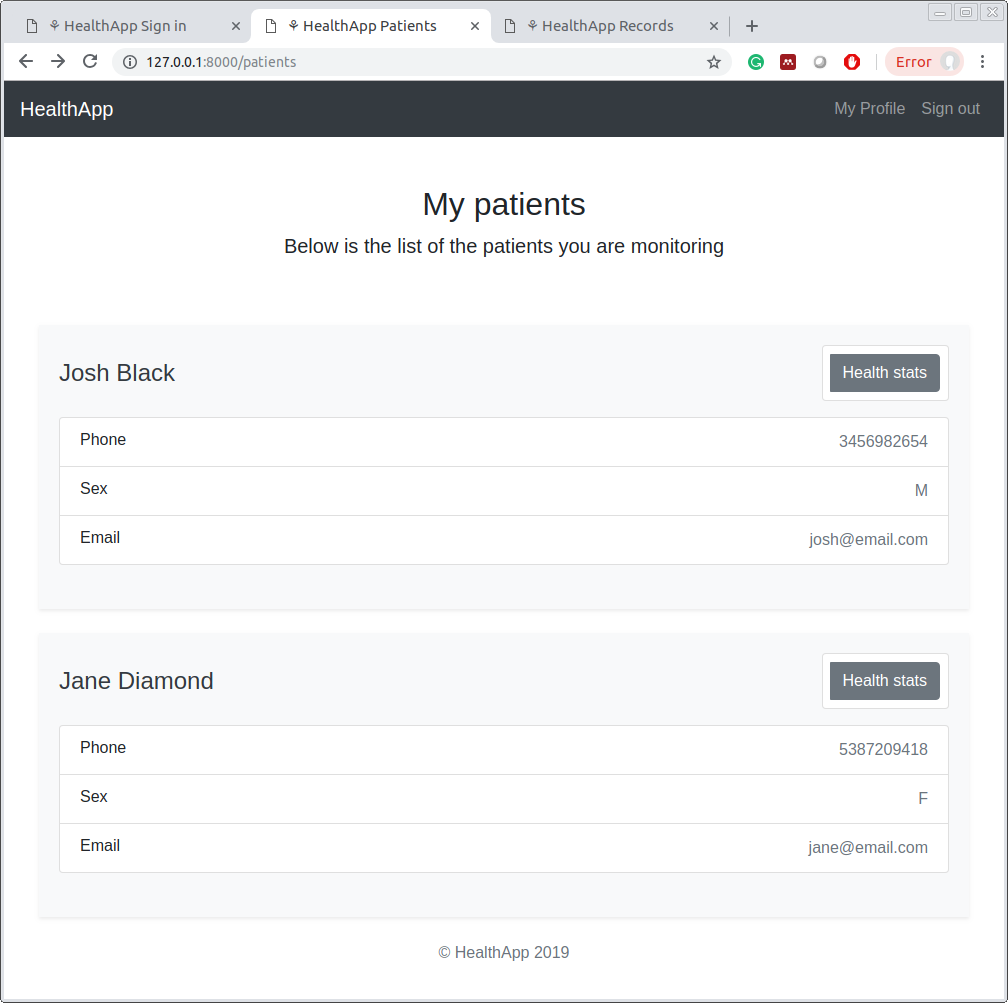 HealthApp Sign in
HealthApp Patients
HealthApp Records
127.0.0.1:8000/patients
Error
HealthApp
My Profile
Sign out
My patients
Below is the list of the patients you are monitoring
Josh Black
Health stats
Phone 3456982654
Sex M
Email josh@email.com
Jane Diamond
Health stats
Phone 5387209418
Sex F
Email jane@email.com
© HealthApp 2019